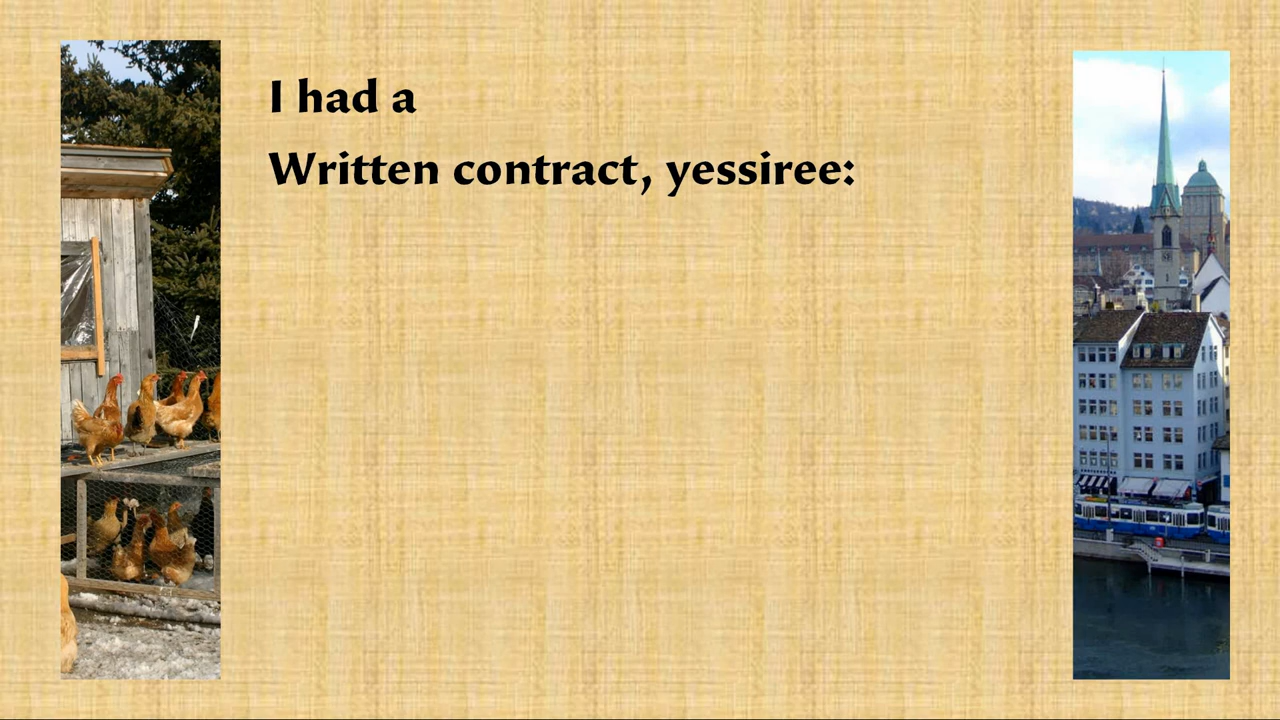 I had a
Written contract, yessiree: